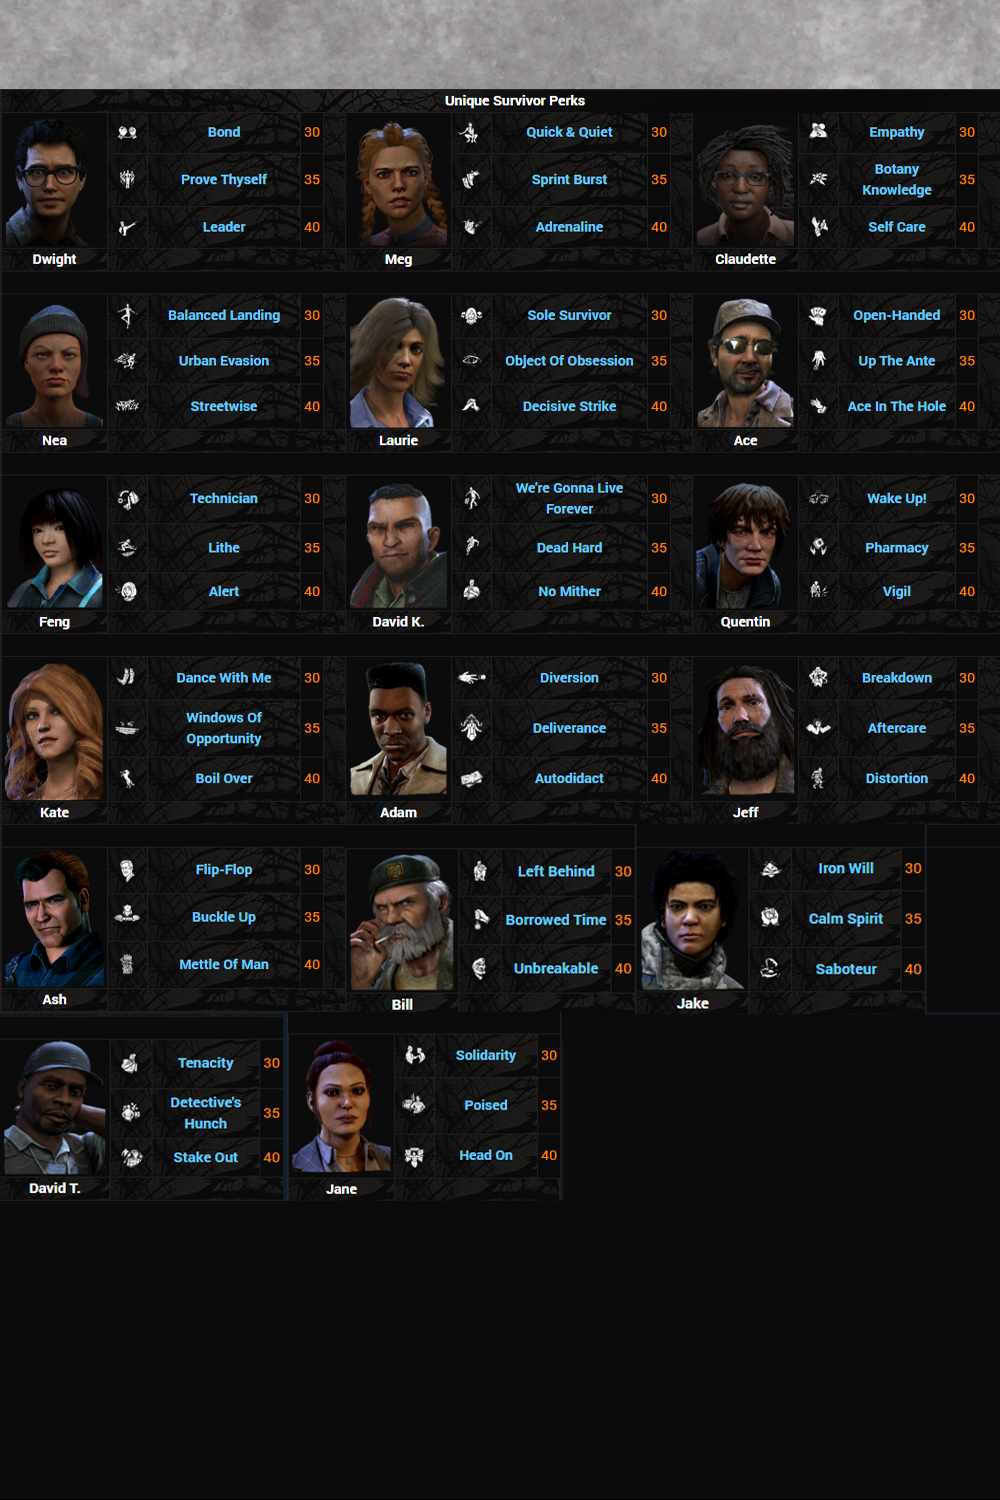 Unique Survivor Perks
Bond 30
Prove Thyself 35
Leader 40
Dwight
Quick & Quiet 30
Sprint Burst 35
Adrenaline 40
Meg
Empathy 30
Botany
Knowledge 35
Self Care 40
Claudette
Balanced Landing 30
Urban Evasion 35
Streetwise 40
Nea
Sole Survivor 30
Object Of Obsession 35
Decisive Strike 40
Laurie
Open-Handed 30
Up The Ante 35
Ace In The Hole 40
Ace
Technician 30
Lithe 35
Alert 40
Feng
We're Gonna Live
Forever 30
Dead Hard 35
No Mither 40
David K.
Wake Up! 30
Pharmacy 35
Vigil 40
Quentin
Dance With Me 30
Windows Of
Opportunity 35
Boil Over 40
Kate
Diversion 30
Deliverance 35
Autodidact 40
Adam
Breakdown 30
Aftercare 35
Distortion 40
Jeff
Flip-Flop 30
Buckle Up 35
Mettle Of Man 40
Ash
Left Behind 30
Borrowed Time 35
Unbreakable 40
Bill
Iron Will 30
Calm Spirit 35
Saboteur 40
Jake
Tenacity 30
Detective's
Hunch 35
Stake Out 40
David T.
Solidarity 30
Poised 35
Head On 40
Jane